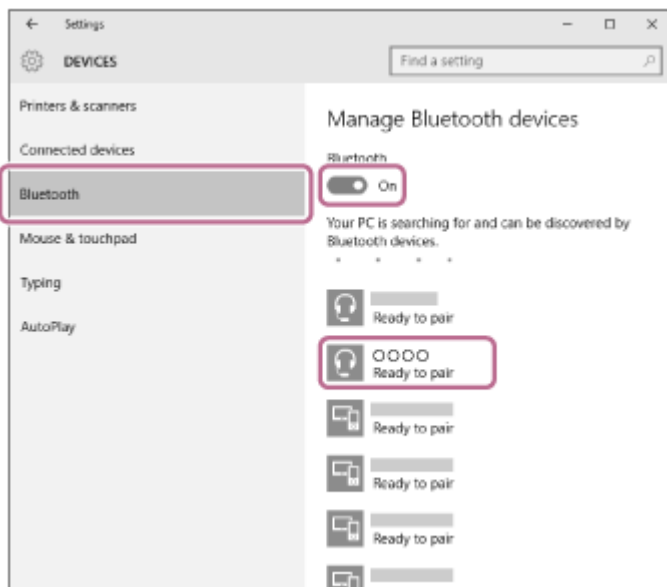 Settings
DEVICES
Find a setting
Printers & scanners
Connected devices
Bluetooth
Mouse & touchpad
Typing
AutoPlay
Manage Bluetooth devices
Bluetooth
On
Your PC is searching for and can be discovered by
Bluetooth devices.
Ready to pair
OOOO
Ready to pair
Ready to pair
Ready to pair
Ready to pair